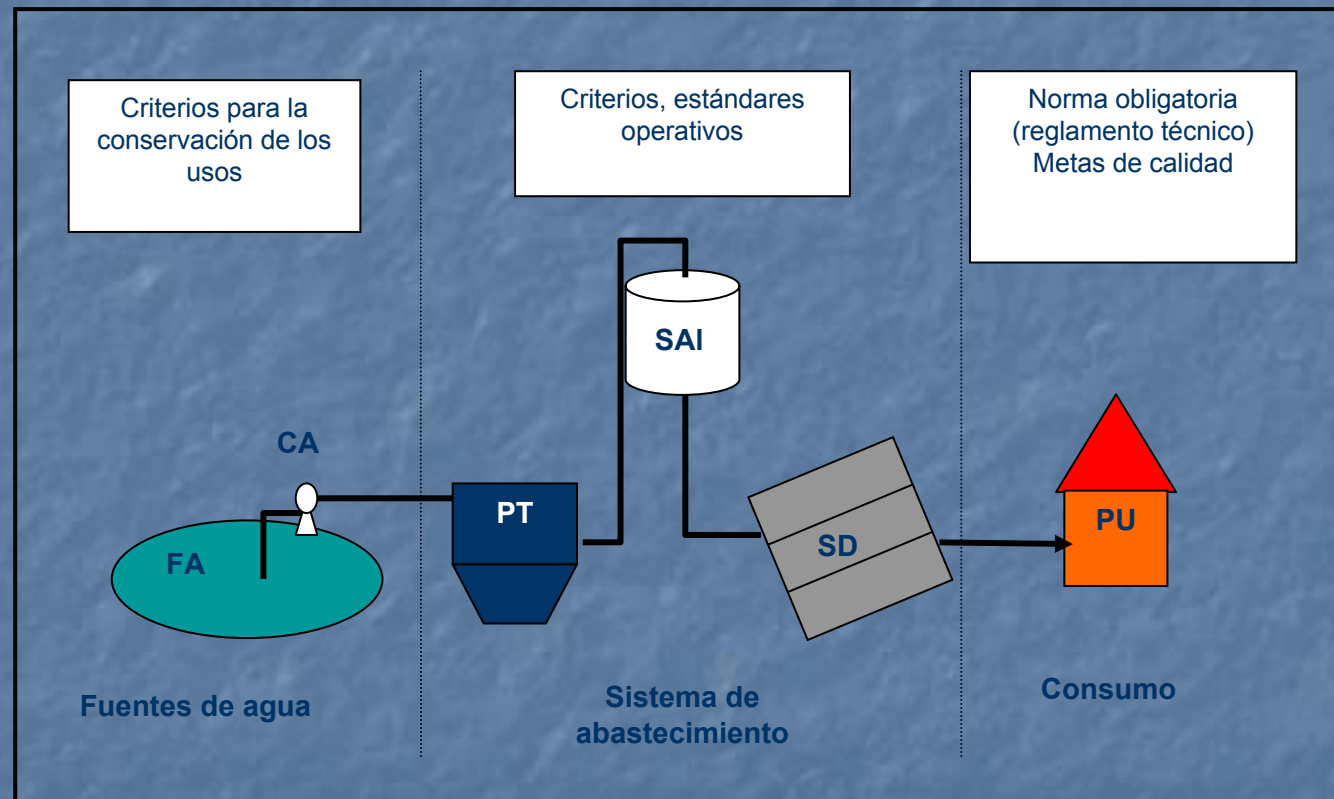 Criterios para la
conservación de los
usos
Criterios, estándares
operativos
Norma obligatoria
(reglamento técnico)
Metas de calidad
SAI
CA
PT
FA
SD
PU
Fuentes de agua
Sistema de
abastecimiento
Consumo